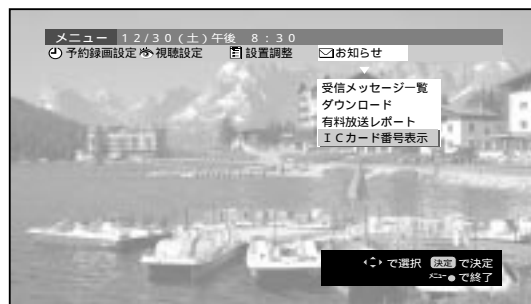 メニュー 12/30(土)午後 8:30
予約録画設定 視聴設定 設置調整 お知らせ
受信メッセージ一覧
ダウンロード
有料放送レポート
ICカード番号表示
で選択 決定 で決定
メニュー で終了